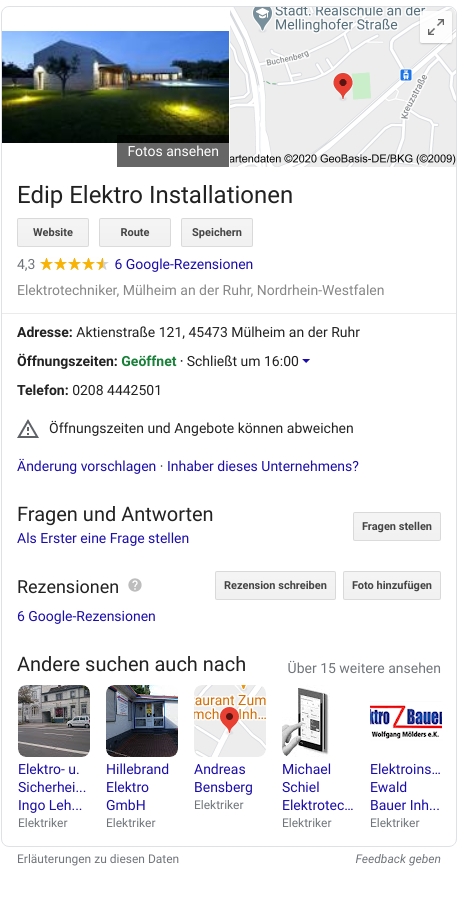 Städt. Realschule an der
Mellinghofer Straße
Buchenberg
Kreuzstraße
Fotos ansehen
artendaten ©2020 GeoBasis-DE/BKG (©2009)
Edip Elektro Installationen
Website
Route
Speichern
4,3 6 Google-Rezensionen
Elektrotechniker, Mülheim an der Ruhr, Nordrhein-Westfalen
Adresse: Aktienstraße 121, 45473 Mülheim an der Ruhr
Öffnungszeiten: Geöffnet · Schließt um 16:00
Telefon: 0208 4442501
Öffnungszeiten und Angebote können abweichen
Änderung vorschlagen · Inhaber dieses Unternehmens?
Fragen und Antworten
Fragen stellen
Als Erster eine Frage stellen
Rezensionen ?
Rezension schreiben
Foto hinzufügen
6 Google-Rezensionen
Andere suchen auch nach
Über 15 weitere ansehen
aurant Zum
mche Inh...
ktro Z Bauer
Wolfgang Mölders e.K.
Elektro- u.
Sicherhei...
Ingo Leh...
Elektriker
Hillebrand
Elektro
GmbH
Elektriker
Andreas
Bensberg
Elektriker
Michael
Schiel
Elektrotec...
Elektriker
Elektroins...
Ewald
Bauer Inh...
Elektriker
Erläuterungen zu diesen Daten
Feedback geben